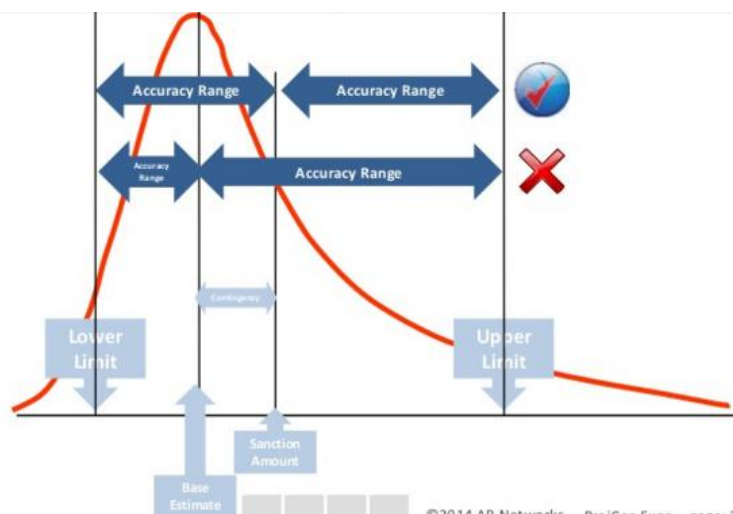 Accuracy Range
Accuracy Range
Accuracy
Range
Accuracy Range
Contingency
Lower
Limit
Upper
Limit
Sanction
Amount
Base
Estimate
©2014 AP Networks